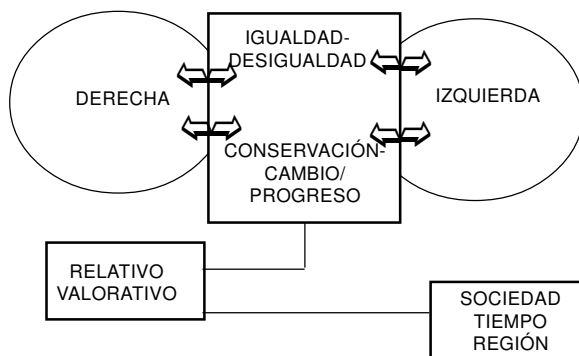 IGUALDAD-
DESIGUALDAD
DERECHA
IZQUIERDA
CONSERVACIÓN-
CAMBIO/
PROGRESO
RELATIVO
VALORATIVO
SOCIEDAD
TIEMPO
REGIÓN